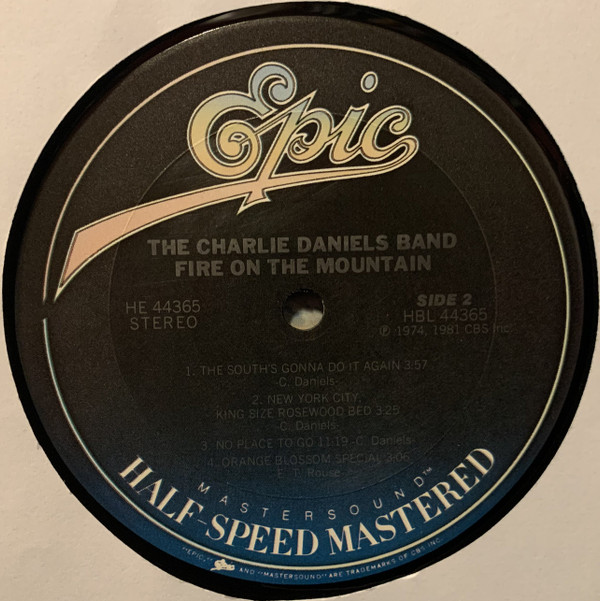 Epic
THE CHARLIE DANIELS BAND
FIRE ON THE MOUNTAIN
HE 44365
STEREO
SIDE 2
HBL 44365
℗ 1974, 1981 CBS Inc.
1. THE SOUTH'S GONNA DO IT AGAIN 3:57
-C. Daniels-
2. NEW YORK CITY,
KING SIZE ROSEWOOD BED 3:25
-C. Daniels-
3. NO PLACE TO GO 11:19 -C. Daniels-
4. ORANGE BLOSSOM SPECIAL 3:06
-E. T. Rouse-
MASTERSOUND™
HALF-SPEED MASTERED
"EPIC," Epic AND "MASTERSOUND" ARE TRADEMARKS OF CBS INC.